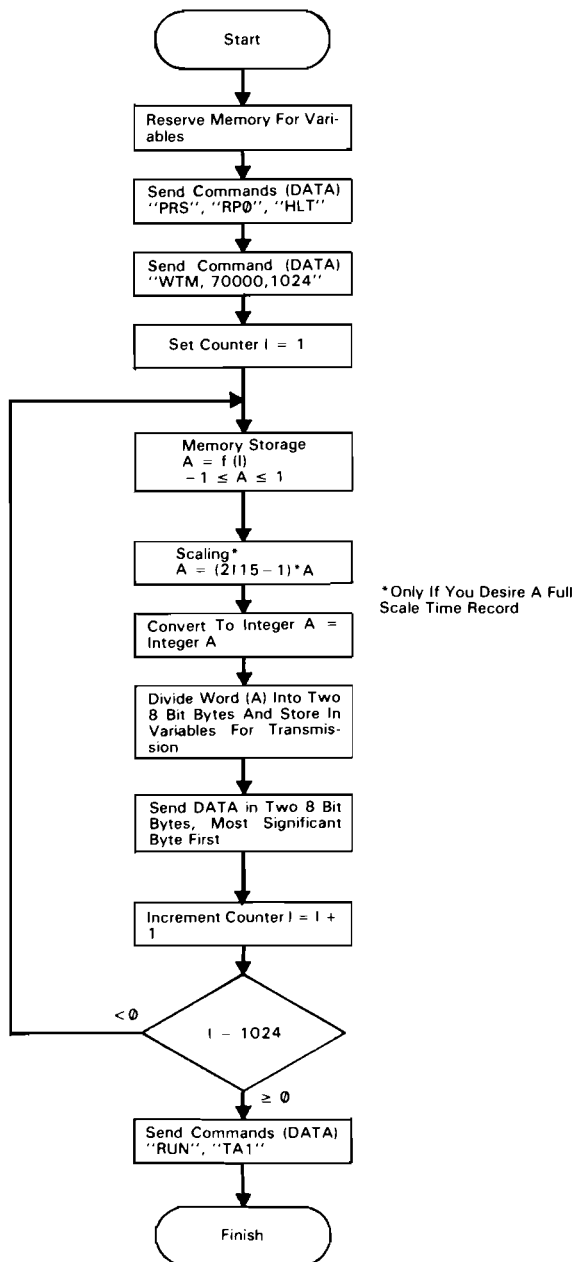 Start
Reserve Memory For Vari-
ables
Send Commands (DATA)
"PRS", "RP0", "HLT"
Send Command (DATA)
"WTM, 70000,1024"
Set Counter I = 1
Memory Storage
A = f (I)
-1 ≤ A ≤ 1
Scaling*
A = (2↑15-1)*A
*Only If You Desire A Full
Scale Time Record
Convert To Integer A =
Integer A
Divide Word (A) Into Two
8 Bit Bytes And Store In
Variables For Transmis-
sion
Send DATA in Two 8 Bit
Bytes, Most Significant
Byte First
Increment Counter I = I +
1
<0
I - 1024
≥ 0
Send Commands (DATA)
"RUN", "TA1"
Finish